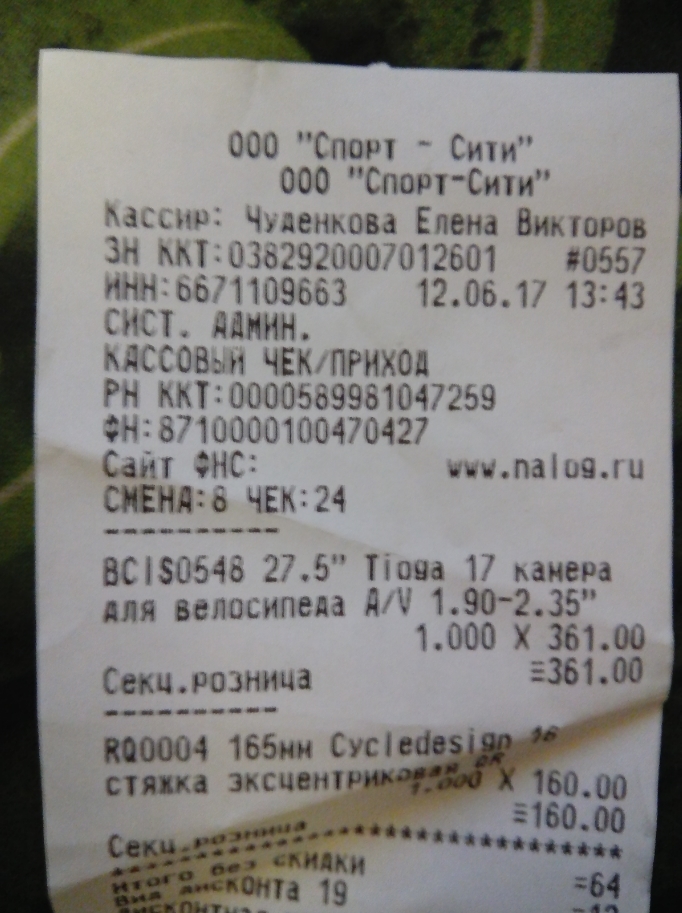 ООО "Спорт - Сити"
ООО "Спорт-Сити"
Кассир: Чуденкова Елена Викторов
ЗН ККТ:0382920007012601 #0557
ИНН:6671109663 12.06.17 13:43
СИСТ. АДМИН.
КАССОВЫЙ ЧЕК/ПРИХОД
РН ККТ:0000589981047259
ФН:8710000100470427
Сайт ФНС: www.nalog.ru
СМЕНА:8 ЧЕК:24
----------
BCIS0548 27.5" Tioga 17 камера
для велосипеда A/V 1.90-2.35"
1.000 X 361.00
Секц.розница ≡361.00
----------
RQ0004 165мм Cycledesign 16
стяжка эксцентриковая QR
1.000 X 160.00
≡160.00
Секц.розница
********************************
Итого без скидки =64
Вид дисконта 19